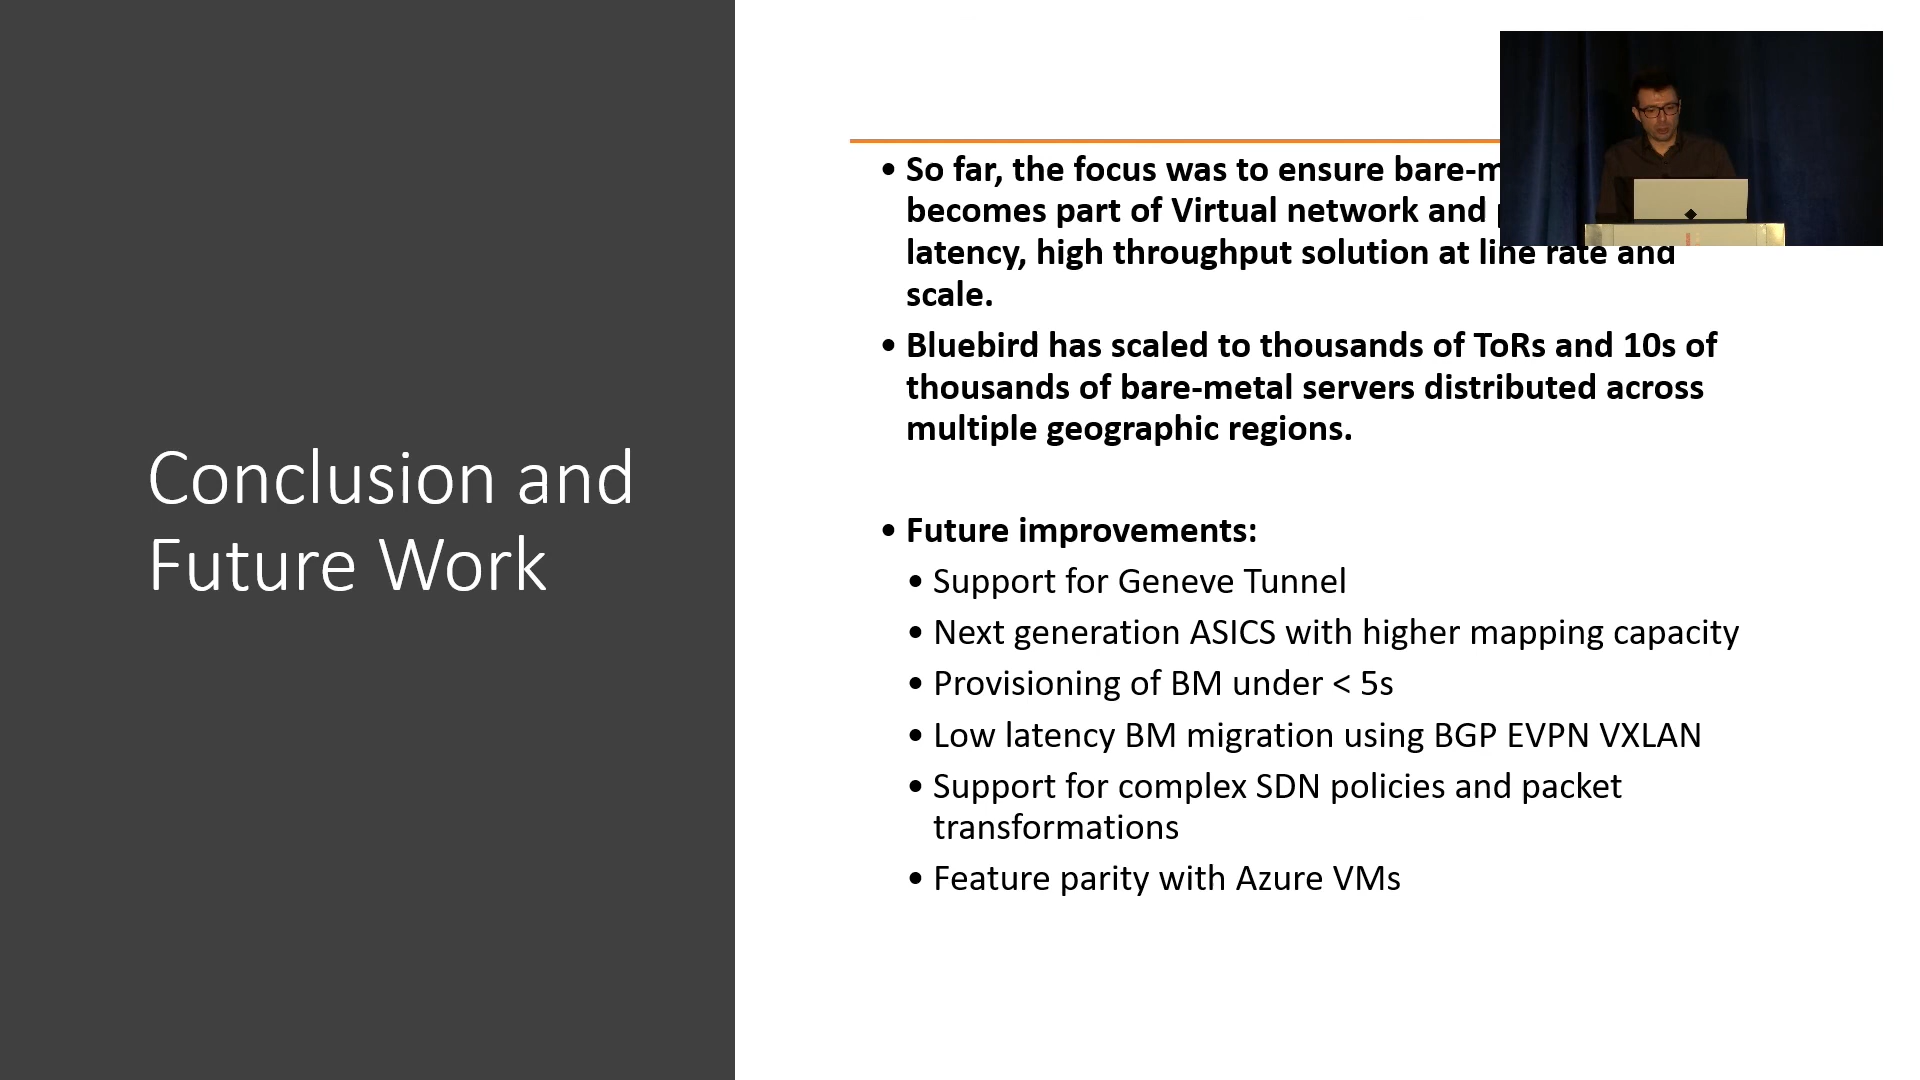 Conclusion and
Future Work
• So far, the focus was to ensure
becomes part of Virtual network and
latency, high throughput solution at line rate and
scale.
• Bluebird has scaled to thousands of ToRs and 10s of
thousands of bare-metal servers distributed across
multiple geographic regions.
• Future improvements:
• Support for Geneve Tunnel
• Next generation ASICS with higher mapping capacity
• Provisioning of BM under < 5s
• Low latency BM migration using BGP EVPN VXLAN
• Support for complex SDN policies and packet
transformations
• Feature parity with Azure VMs